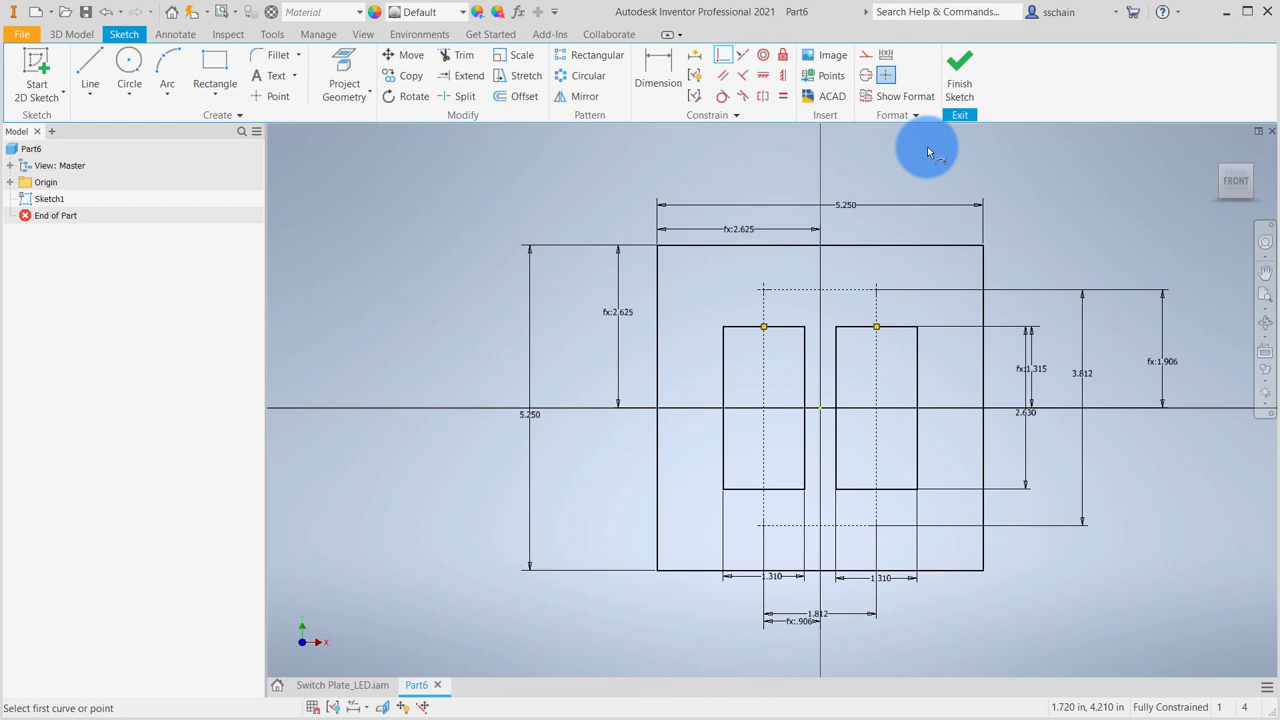 Material
Default
Autodesk Inventor Professional 2021 Part6
Search Help & Commands...
sschain
File
3D Model
Sketch
Annotate
Inspect
Tools
Manage
View
Environments
Get Started
Add-Ins
Collaborate
Start
2D Sketch
Line
Circle
Arc
Rectangle
Fillet
Text
Point
Project
Geometry
Move
Copy
Rotate
Trim
Extend
Split
Scale
Stretch
Offset
Rectangular
Circular
Mirror
Dimension
Image
Points
ACAD
Show Format
Finish
Sketch
Sketch
Create
Modify
Pattern
Constrain
Insert
Format
Exit
Model
Part6
View: Master
Origin
Sketch1
End of Part
FRONT
5.250
fx:2.625
fx:2.625
fx:1.906
fx:1.315
3.812
2.630
5.250
1.310
1.310
1.812
fx:.906
X
Switch Plate_LED.iam
Part6
Select first curve or point
1.720 in, 4.210 in
Fully Constrained
1
4